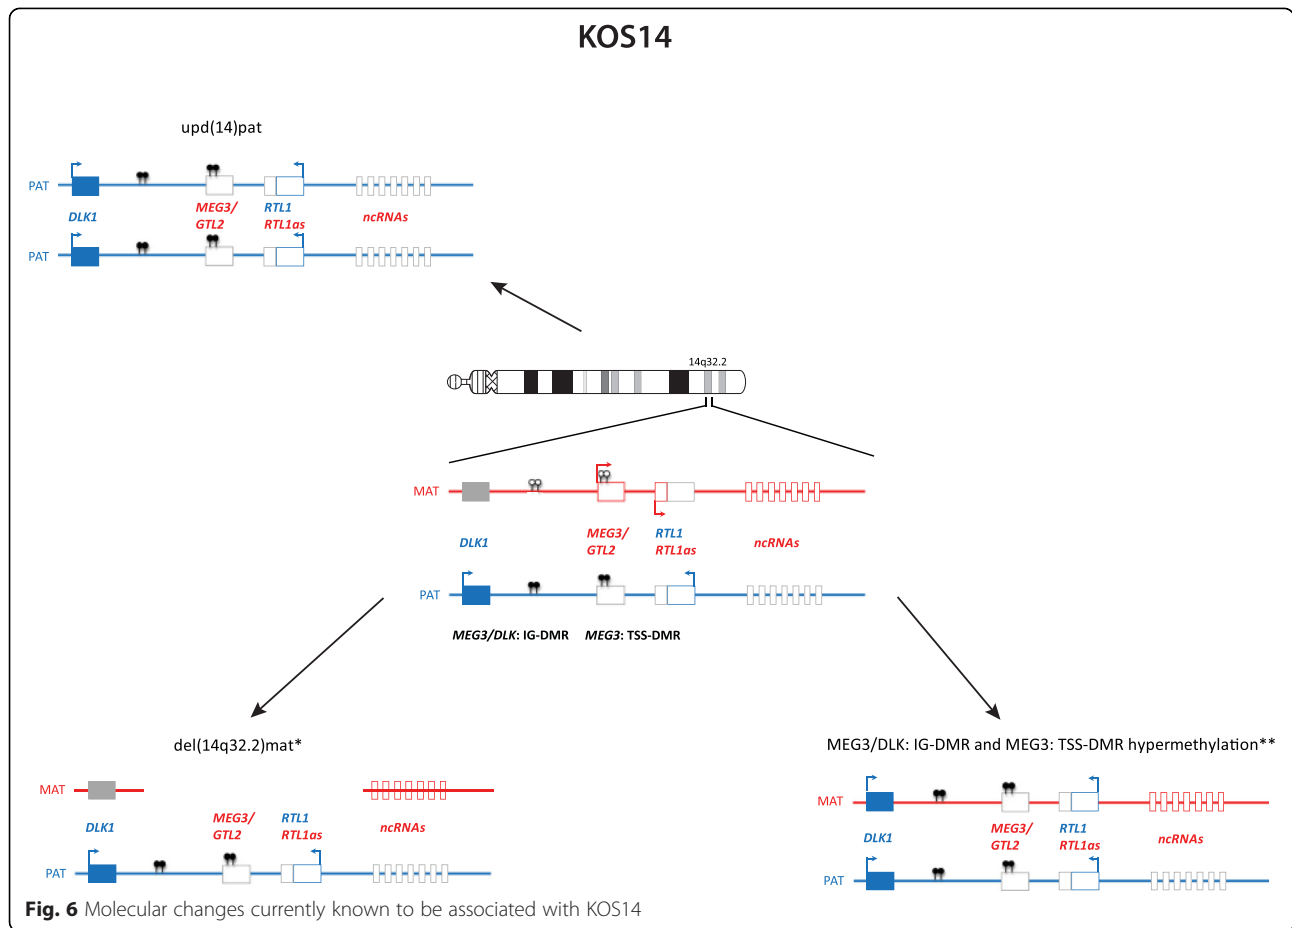 KOS14
upd(14)pat
PAT
DLK1
MEG3/
GTL2
RTL1
RTL1as
ncRNAs
PAT
14q32.2
MAT
DLK1
MEG3/
GTL2
RTL1
RTL1as
ncRNAs
PAT
MEG3/DLK: IG-DMR MEG3: TSS-DMR
del(14q32.2)mat*
MAT
DLK1
MEG3/
GTL2
RTL1
RTL1as
ncRNAs
PAT
MEG3/DLK: IG-DMR and MEG3: TSS-DMR hypermethylation**
MAT
DLK1
MEG3/
GTL2
RTL1
RTL1as
ncRNAs
PAT
Fig. 6 Molecular changes currently known to be associated with KOS14